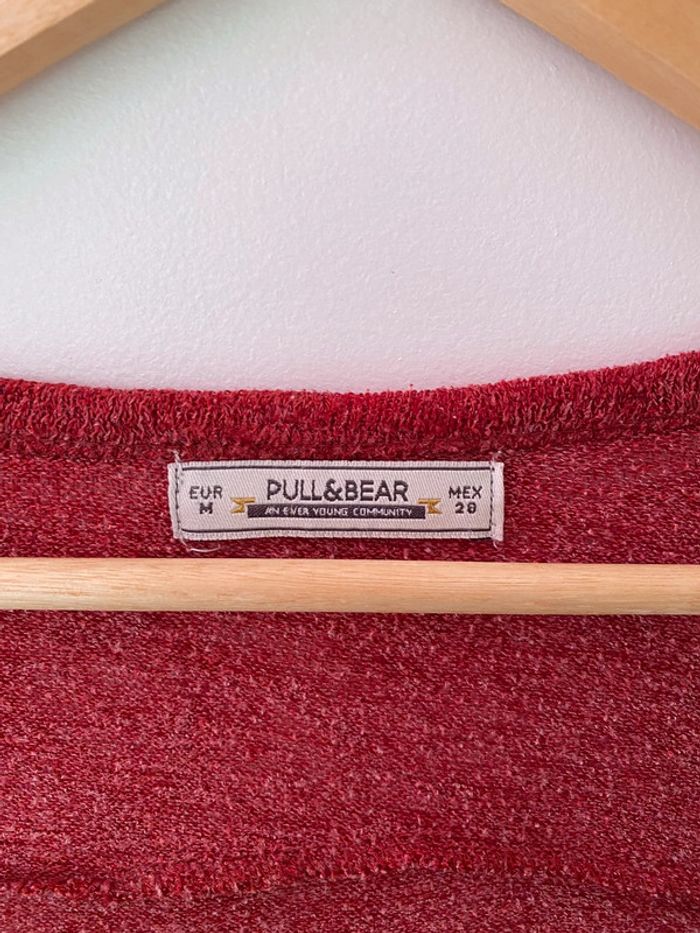 EUR PULL&BEAR MEX
M AN EVER YOUNG COMMUNITY 28